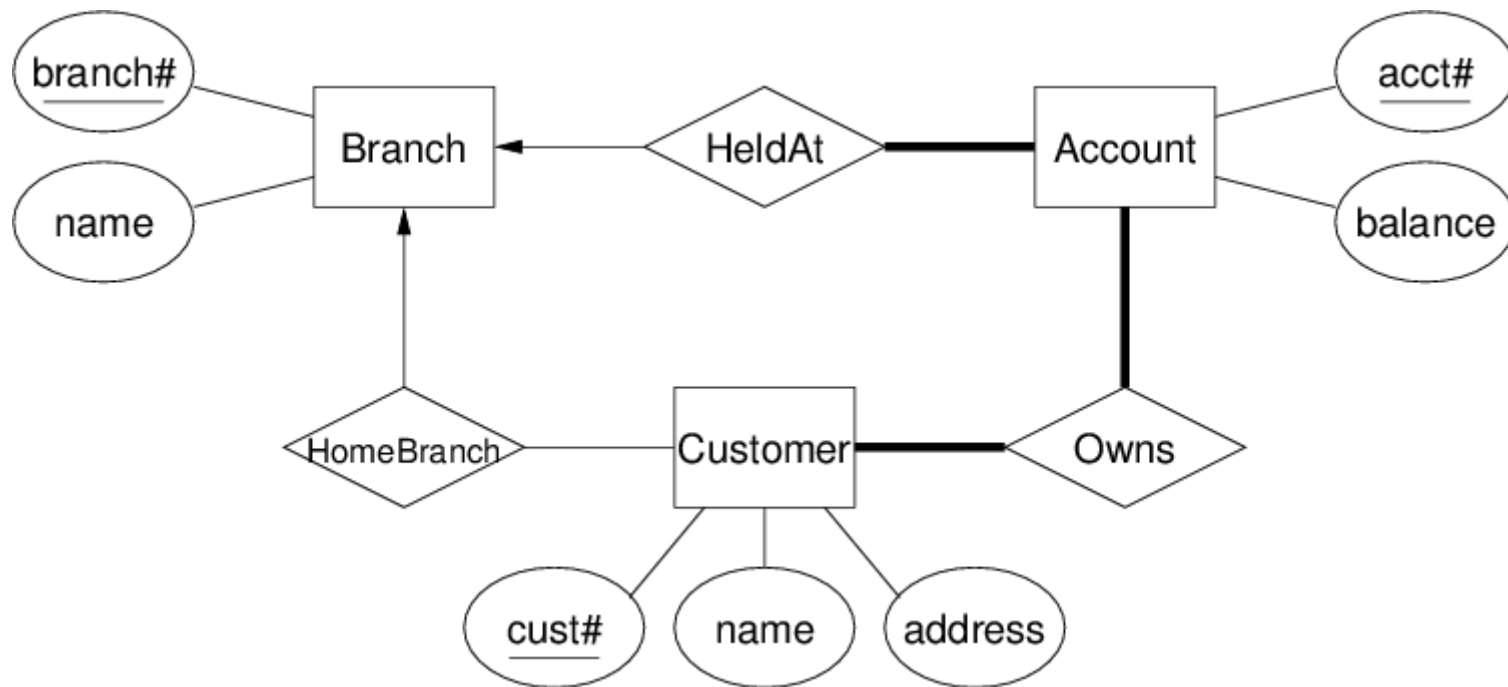 branch#
acct#
Branch
HeldAt
Account
name
balance
HomeBranch
Customer
Owns
cust#
name
address